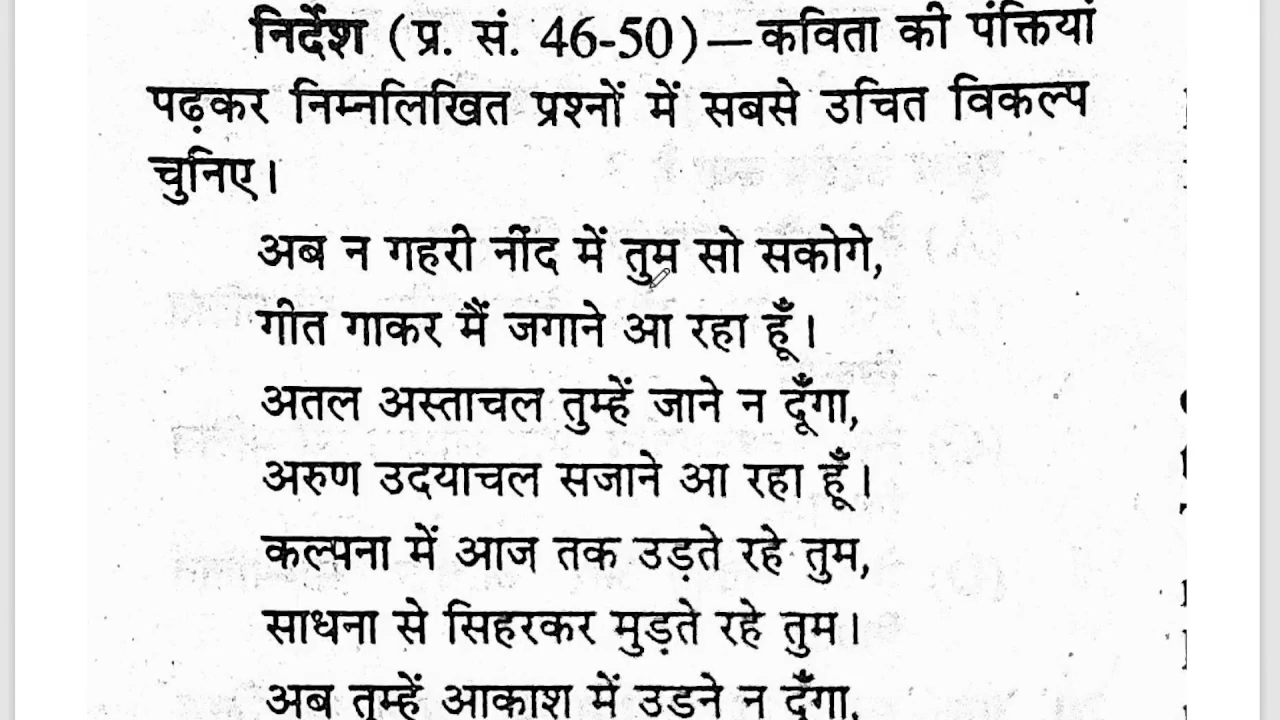 निर्देश (प्र. सं. 46-50)—कविता की पंक्तियां
पढ़कर निम्नलिखित प्रश्नों में सबसे उचित विकल्प
चुनिए।
अब न गहरी नींद में तुम सो सकोगे,
गीत गाकर मैं जगाने आ रहा हूँ।
अतल अस्ताचल तुम्हें जाने न दूँगा,
अरुण उदयाचल सजाने आ रहा हूँ।
कल्पना में आज तक उड़ते रहे तुम,
साधना से सिहरकर मुड़ते रहे तुम।
अब तुम्हें आकाश में उडने न दूँगा,